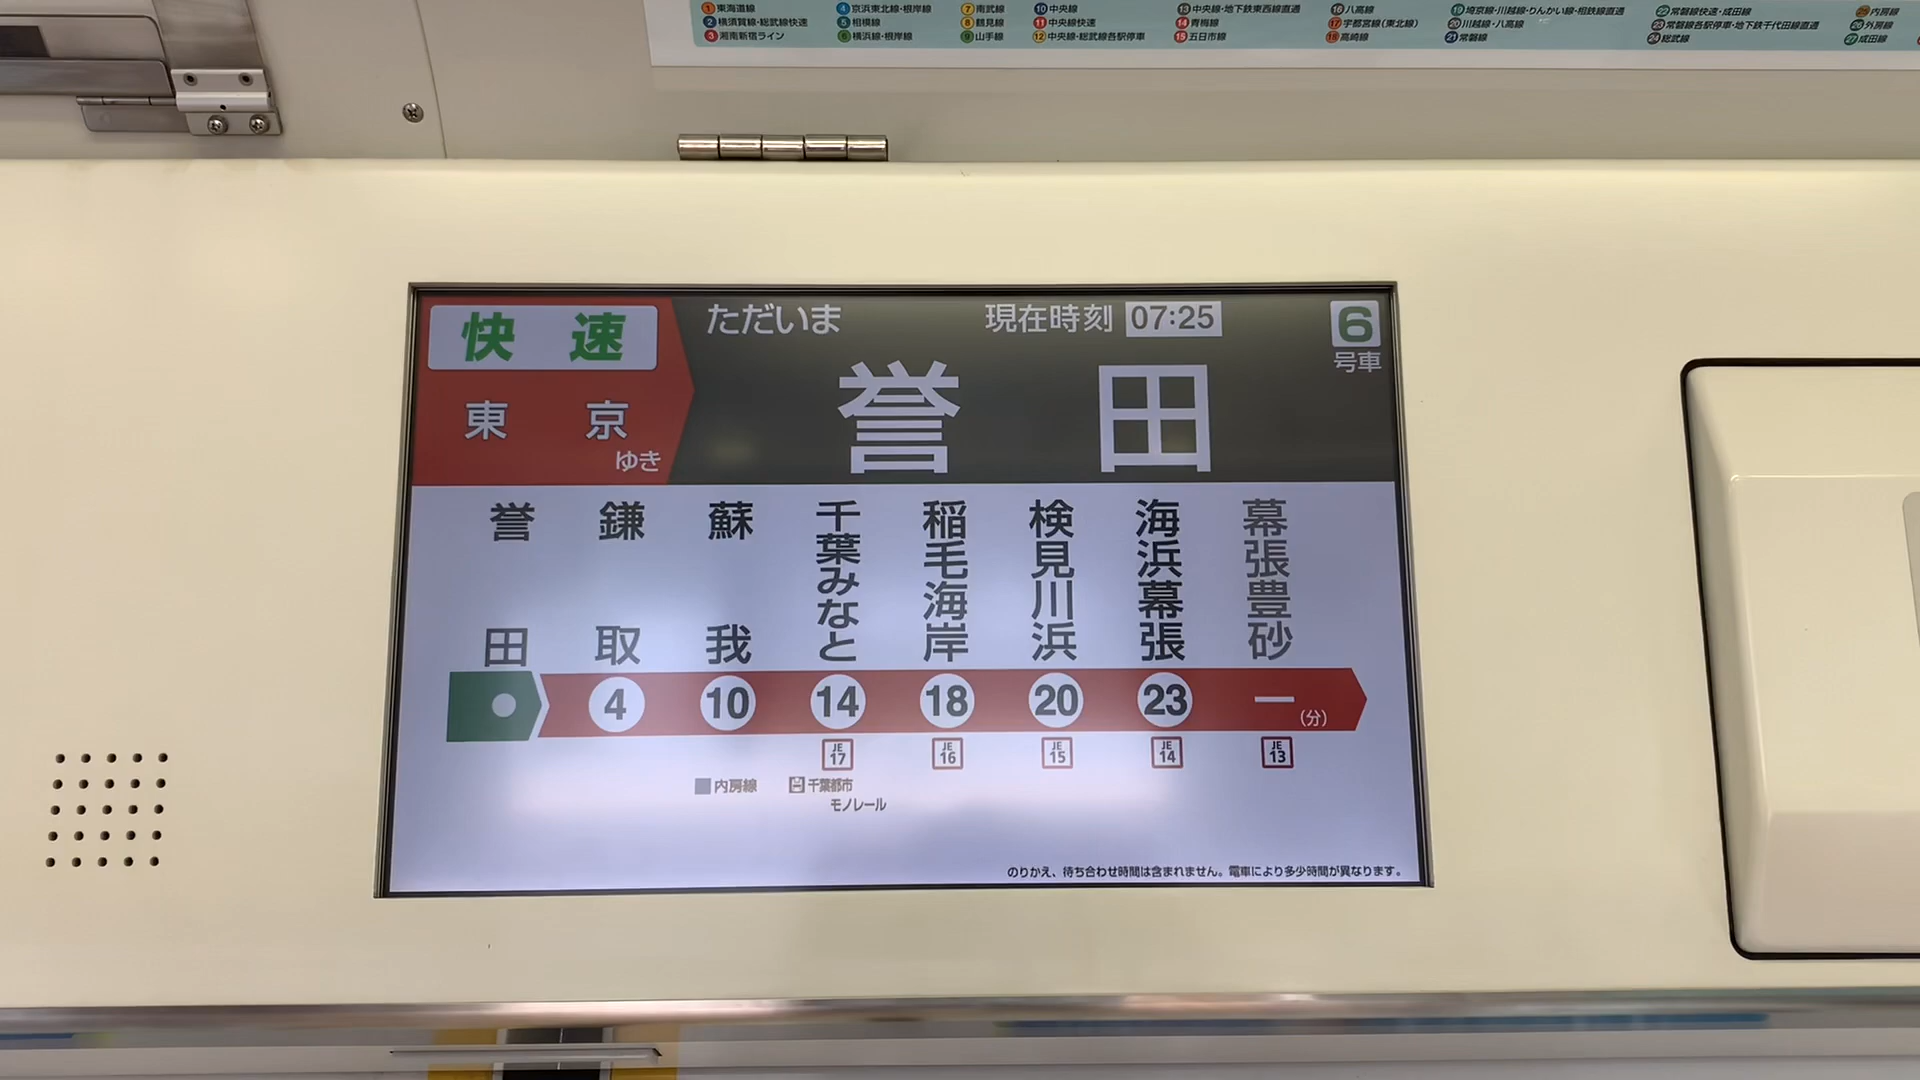 1 東海道線
2 横須賀線・総武線快速
3 湘南新宿ライン
4 京浜東北線・根岸線
5 相模線
6 横浜線・根岸線
7 南武線
8 鶴見線
9 山手線
10 中央線
11 中央線快速
12 中央線・総武線各駅停車
13 中央線・地下鉄東西線直通
14 青梅線
15 五日市線
16 八高線
17 宇都宮線(東北線)
18 高崎線
19 埼京線・川越線・りんかい線・相鉄線直通
20 川越線・八高線
21 常磐線
22 常磐線快速・成田線
23 常磐線各駅停車・地下鉄千代田線直通
24 総武線
25 内房線
26 外房線
27 成田線
快速
東京
ゆき
ただいま
現在時刻 07:25
6
号車
誉田
誉田
鎌取
蘇我
千葉みなと
稲毛海岸
検見川浜
海浜幕張
幕張豊砂
4 10 14 18 20 23 ー (分)
JE 17
JE 16
JE 15
JE 14
JE 13
内房線
千葉都市
モノレール
のりかえ、待ち合わせ時間は含まれません。電車により多少時間が異なります。